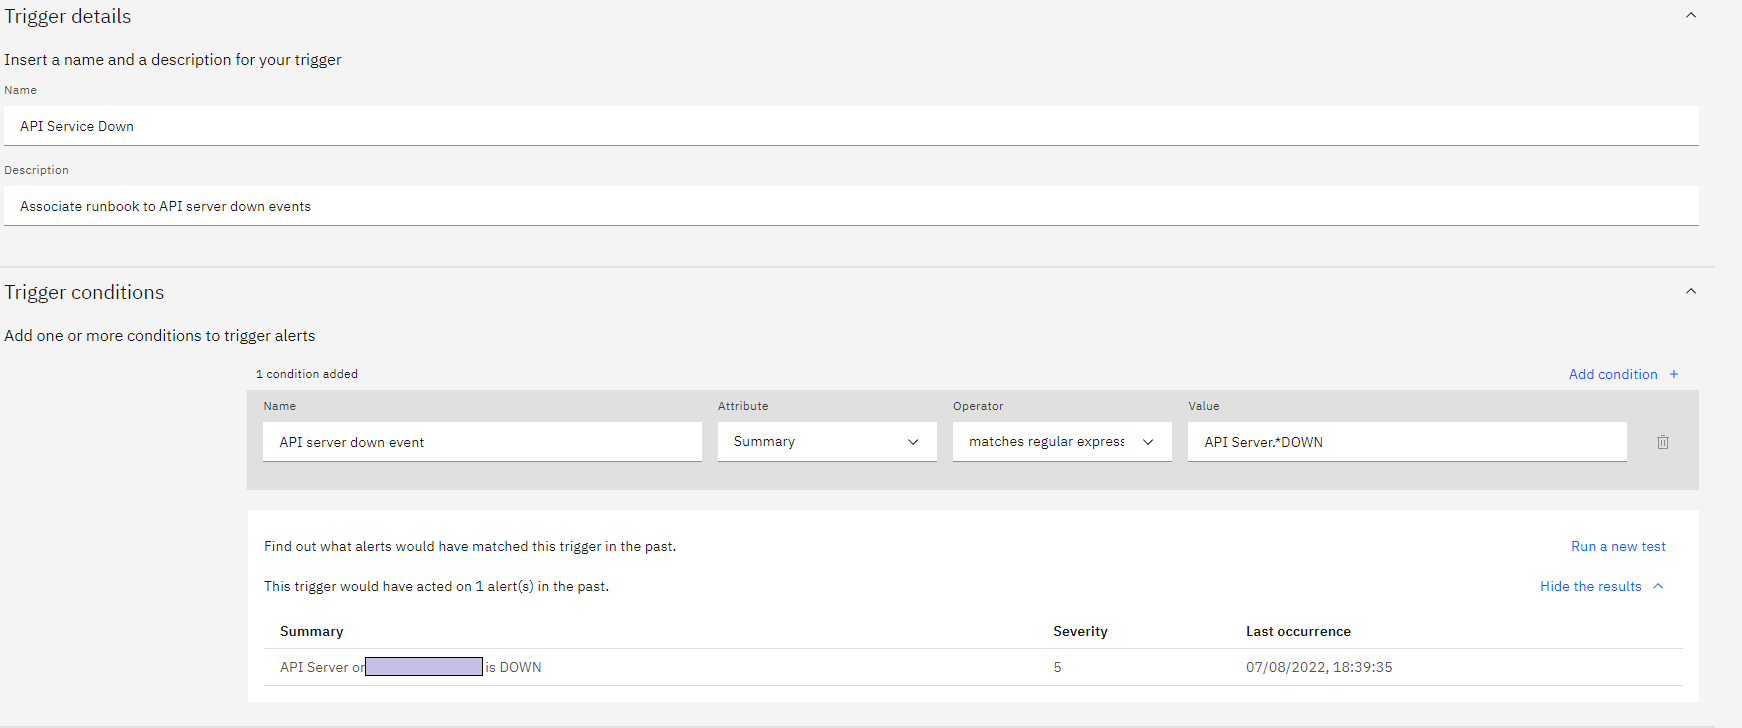 Trigger details
Insert a name and a description for your trigger
Name
API Service Down
Description
Associate runbook to API server down events
Trigger conditions
Add one or more conditions to trigger alerts
1 condition added
Add condition +
Name Attribute Operator Value
API server down event Summary matches regular express API Server.*DOWN
Find out what alerts would have matched this trigger in the past.
Run a new test
This trigger would have acted on 1 alert(s) in the past.
Hide the results
Summary Severity Last occurrence
API Server on is DOWN 5 07/08/2022, 18:39:35